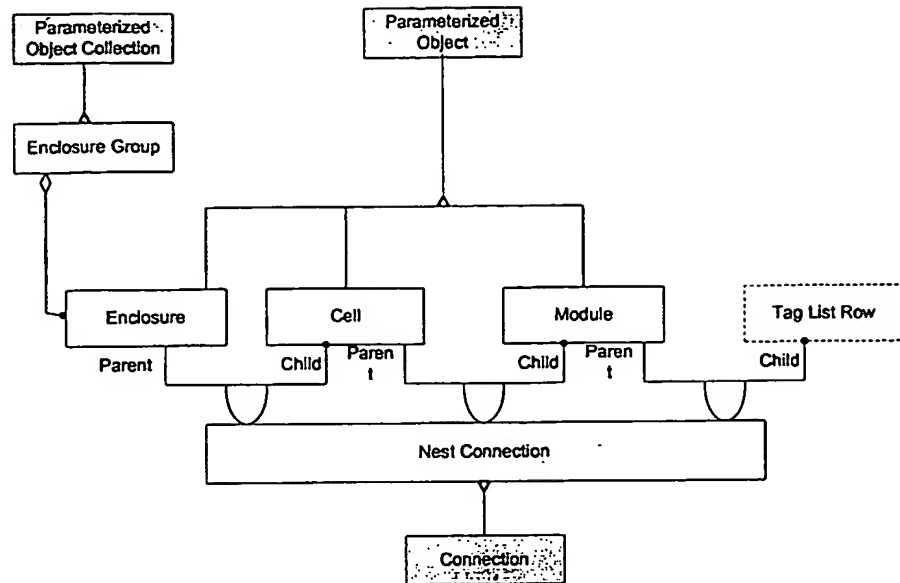 Parameterized
Object Collection
Parameterized
Object
Enclosure Group
Enclosure
Cell
Module
Tag List Row
Parent
Child
Paren
t
Child
Paren
t
Child
Nest Connection
Connection